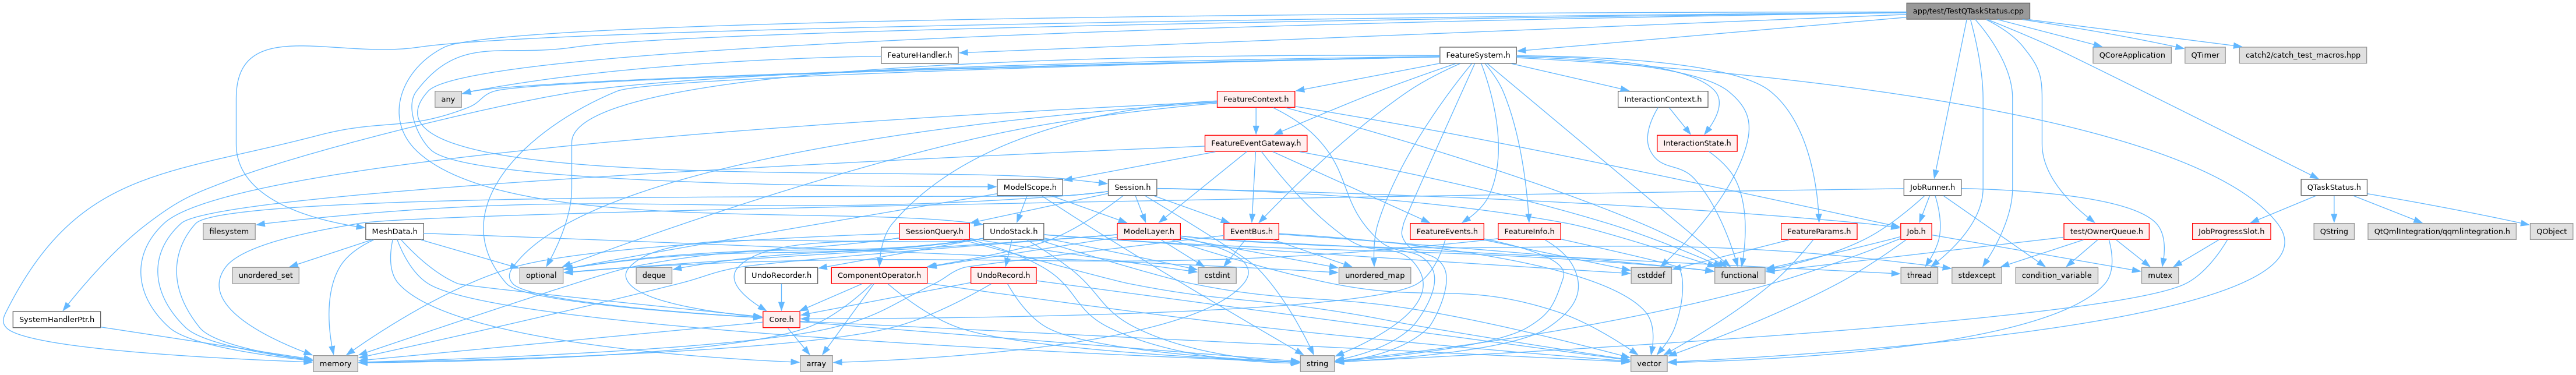 app/test/TestQTaskStatus.cpp
FeatureHandler.h
FeatureSystem.h
QCoreApplication
QTimer
catch2/catch_test_macros.hpp
any
FeatureContext.h
InteractionContext.h
FeatureEventGateway.h
InteractionState.h
ModelScope.h
Session.h
JobRunner.h
QTaskStatus.h
filesystem
MeshData.h
SessionQuery.h
UndoStack.h
ModelLayer.h
EventBus.h
FeatureEvents.h
FeatureInfo.h
FeatureParams.h
Job.h
test/OwnerQueue.h
JobProgressSlot.h
QString
QtQmlIntegration/qqmlintegration.h
QObject
unordered_set
optional
deque
UndoRecorder.h
ComponentOperator.h
UndoRecord.h
cstdint
unordered_map
cstddef
functional
thread
stdexcept
condition_variable
mutex
SystemHandlerPtr.h
Core.h
memory
array
string
vector